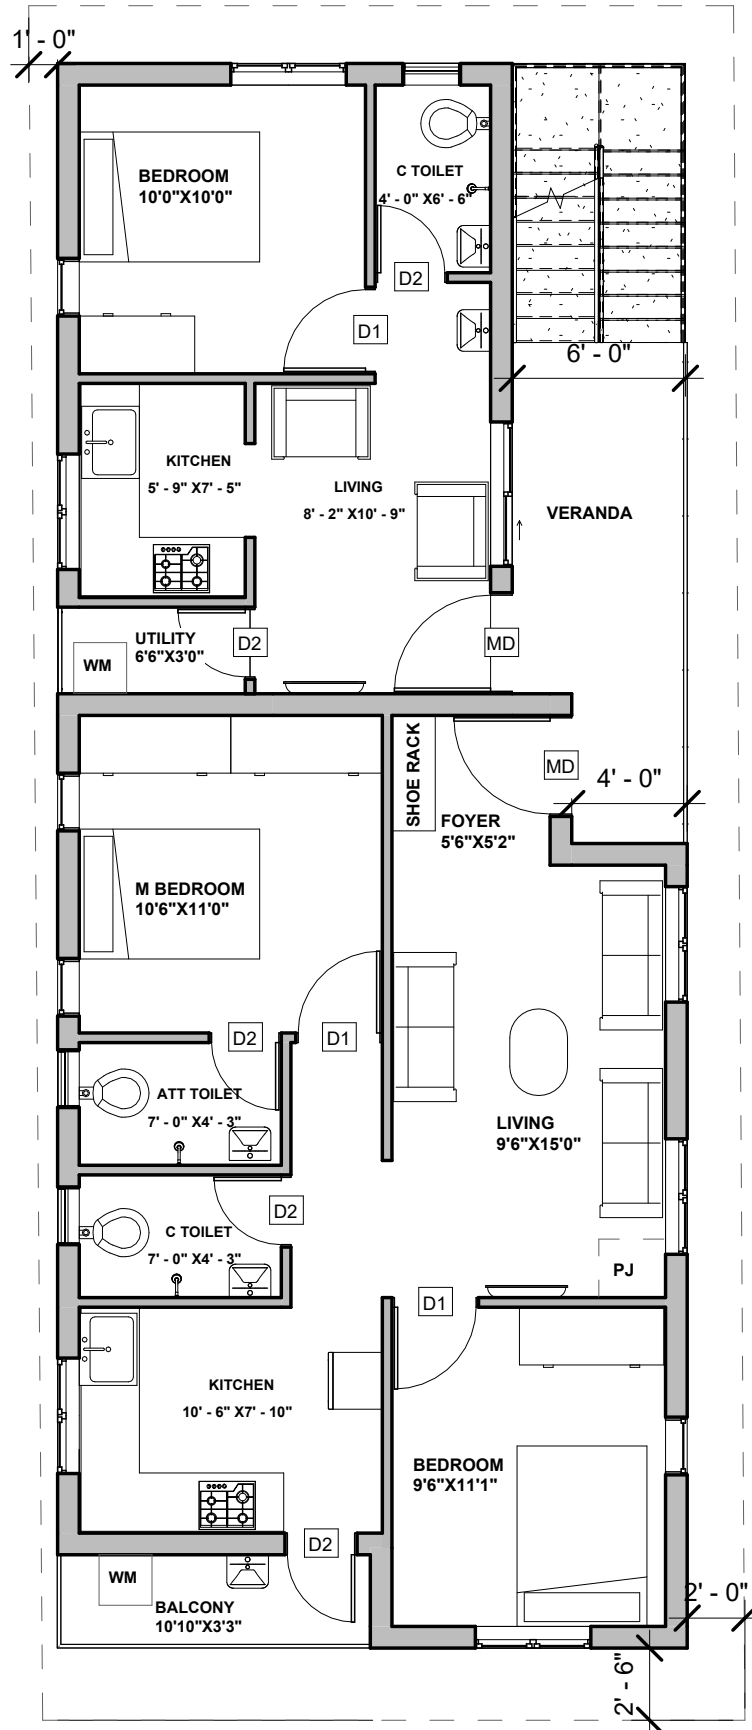 1' - 0"
BEDROOM
10'0"X10'0"
C TOILET
4' - 0" X6' - 6"
D2
D1
6' - 0"
KITCHEN
5' - 9" X7' - 5"
LIVING
8' - 2" X10' - 9"
VERANDA
UTILITY
6'6"X3'0"
D2
MD
WM
SHOE RACK
MD
4' - 0"
FOYER
5'6"X5'2"
M BEDROOM
10'6"X11'0"
D2
D1
ATT TOILET
7' - 0" X4' - 3"
LIVING
9'6"X15'0"
D2
C TOILET
7' - 0" X4' - 3"
PJ
D1
KITCHEN
10' - 6" X7' - 10"
BEDROOM
9'6"X11'1"
D2
WM
BALCONY
10'10"X3'3"
2' - 0"
2' - 6"